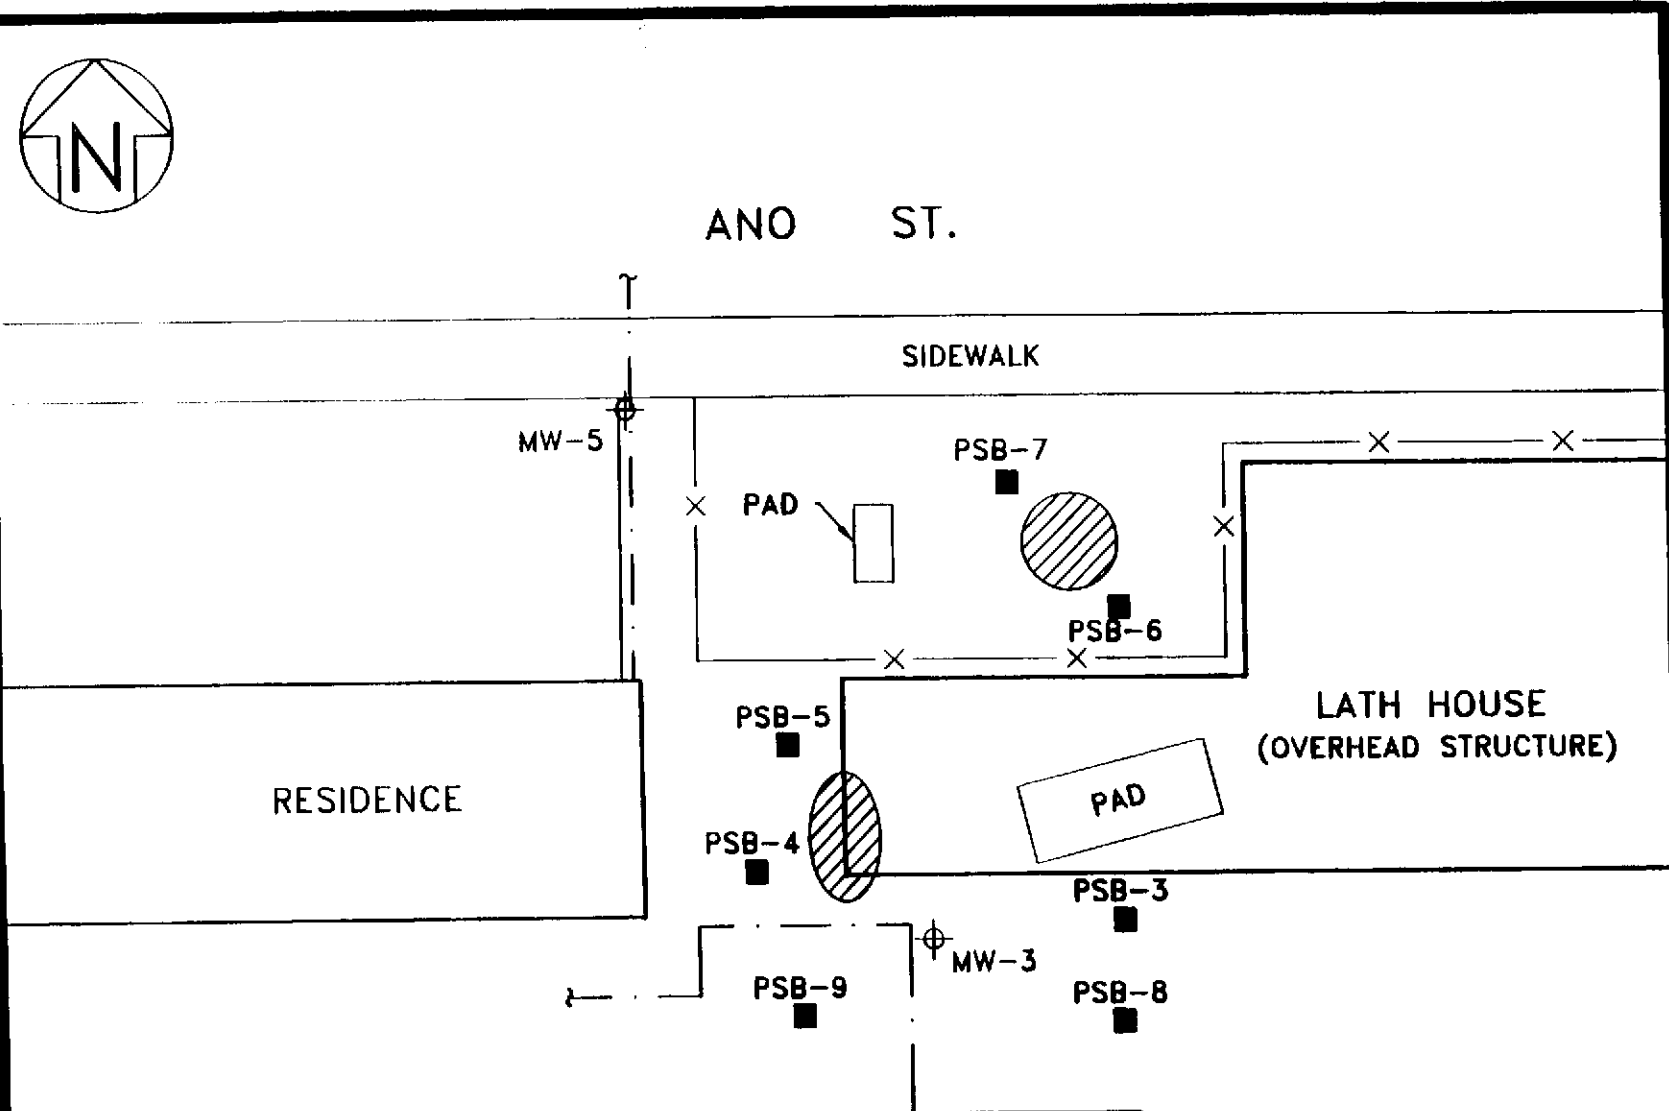 N
ANO ST.
SIDEWALK
MW-5
PSB-7
PAD
PSB-6
PSB-5
LATH HOUSE
(OVERHEAD STRUCTURE)
RESIDENCE
PAD
PSB-4
PSB-3
MW-3
PSB-9
PSB-8